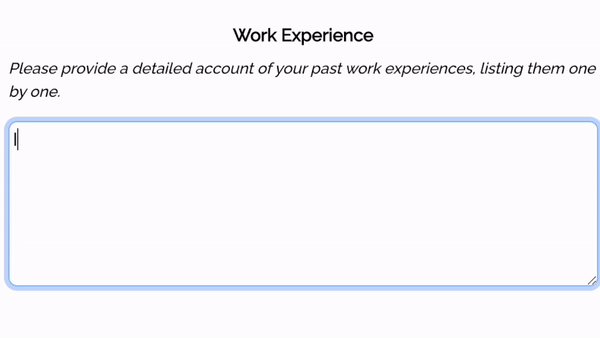 Work Experience
Please provide a detailed account of your past work experiences, listing them one
by one.
I